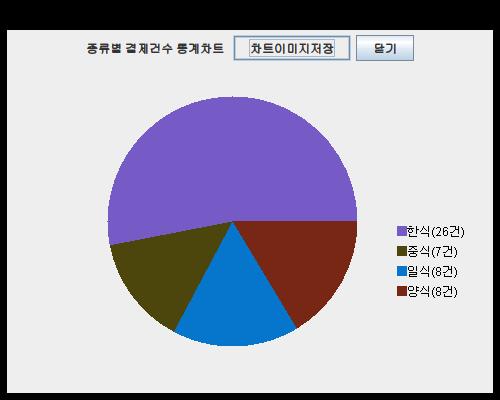 종류별 결제건수 통계차트 차트이미지저장 닫기
한식(26건)
중식(7건)
일식(8건)
양식(8건)